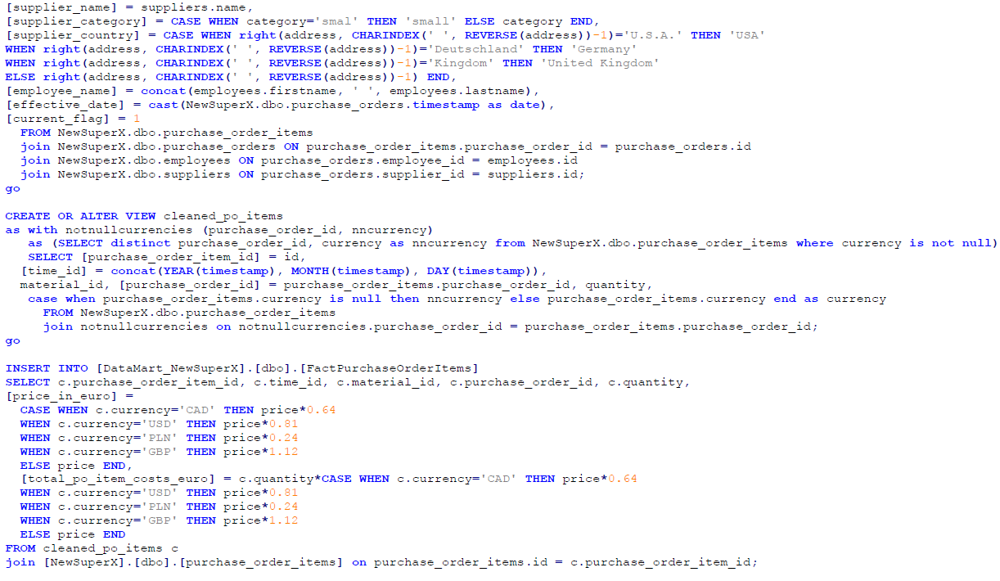 [supplier_name] = suppliers.name,
[supplier_category] = CASE WHEN category='smal' THEN 'small' ELSE category END,
[supplier_country] = CASE WHEN right(address, CHARINDEX(' ', REVERSE(address))-1)='U.S.A.' THEN 'USA'
WHEN right(address, CHARINDEX(' ', REVERSE(address))-1)='Deutschland' THEN 'Germany'
WHEN right(address, CHARINDEX(' ', REVERSE(address))-1)='Kingdom' THEN 'United Kingdom'
ELSE right(address, CHARINDEX(' ', REVERSE(address))-1) END,
[employee_name] = concat(employees.firstname, ' ', employees.lastname),
[effective_date] = cast(NewSuperX.dbo.purchase_orders.timestamp as date),
[current_flag] = 1
FROM NewSuperX.dbo.purchase_order_items
join NewSuperX.dbo.purchase_orders ON purchase_order_items.purchase_order_id = purchase_orders.id
join NewSuperX.dbo.employees ON purchase_orders.employee_id = employees.id
join NewSuperX.dbo.suppliers ON purchase_orders.supplier_id = suppliers.id;
go
CREATE OR ALTER VIEW cleaned_po_items
as with notnullcurrencies (purchase_order_id, nncurrency)
as (SELECT distinct purchase_order_id, currency as nncurrency from NewSuperX.dbo.purchase_order_items where currency is not null)
SELECT [purchase_order_item_id] = id,
[time_id] = concat(YEAR(timestamp), MONTH(timestamp), DAY(timestamp)),
material_id, [purchase_order_id] = purchase_order_items.purchase_order_id, quantity,
case when purchase_order_items.currency is null then nncurrency else purchase_order_items.currency end as currency
FROM NewSuperX.dbo.purchase_order_items
join notnullcurrencies on notnullcurrencies.purchase_order_id = purchase_order_items.purchase_order_id;
go
INSERT INTO [DataMart_NewSuperX].[dbo].[FactPurchaseOrderItems]
SELECT c.purchase_order_item_id, c.time_id, c.material_id, c.purchase_order_id, c.quantity,
[price_in_euro] =
CASE WHEN c.currency='CAD' THEN price*0.64
WHEN c.currency='USD' THEN price*0.81
WHEN c.currency='PLN' THEN price*0.24
WHEN c.currency='GBP' THEN price*1.12
ELSE price END,
[total_po_item_costs_euro] = c.quantity*CASE WHEN c.currency='CAD' THEN price*0.64
WHEN c.currency='USD' THEN price*0.81
WHEN c.currency='PLN' THEN price*0.24
WHEN c.currency='GBP' THEN price*1.12
ELSE price END
FROM cleaned_po_items c
join [NewSuperX].[dbo].[purchase_order_items] on purchase_order_items.id = c.purchase_order_item_id;